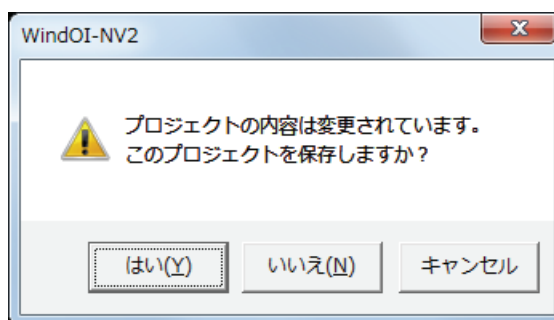 WindOI-NV2
プロジェクトの内容は変更されています。
このプロジェクトを保存しますか？
はい(Y)
いいえ(N)
キャンセル